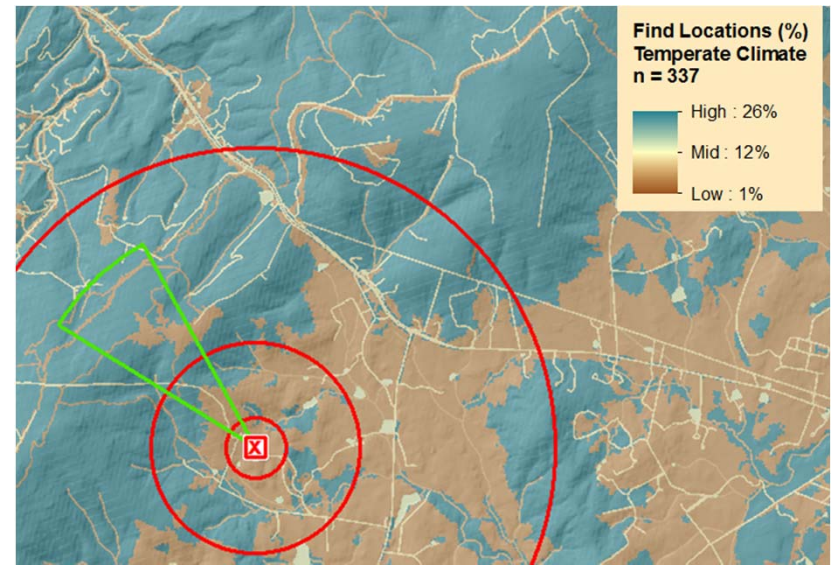 Find Locations (%)
Temperate Climate
n = 337
High : 26%
Mid : 12%
Low : 1%
X